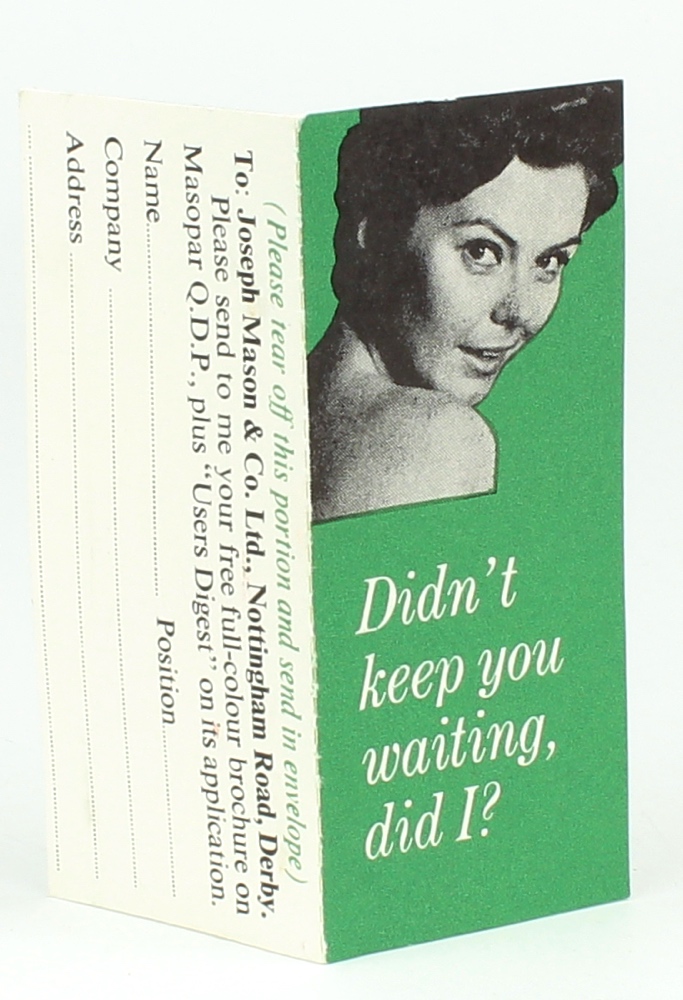 (Please tear off this portion and send in envelope)
To: Joseph Mason & Co. Ltd., Nottingham Road, Derby.
Please send to me your free full-colour brochure on
Masopar Q.D.P., plus “Users Digest” on its application.
Name.......................... Position..............
Company ..........................
Address ..........................
Didn’t
keep you
waiting,
did I?